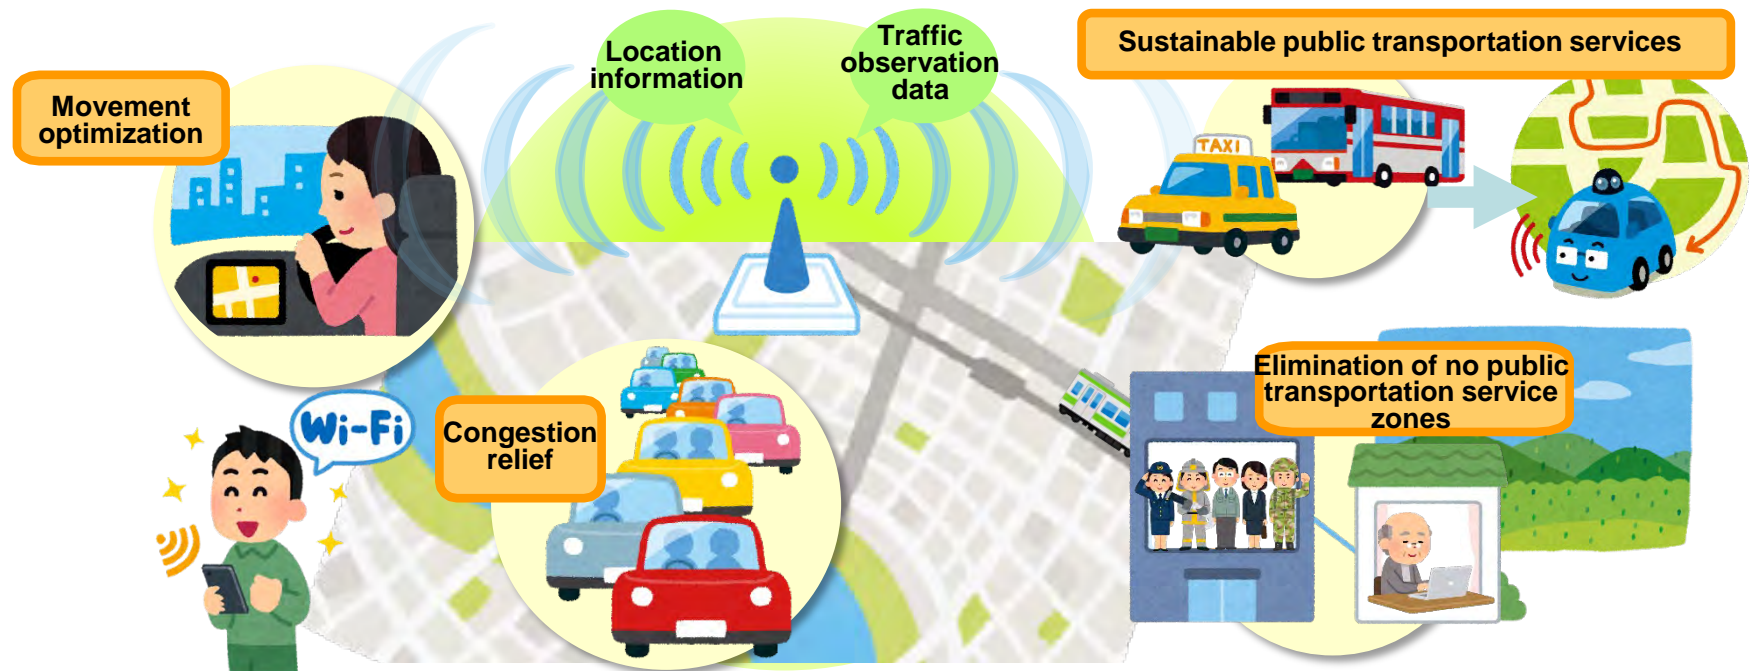 Location
information
Traffic
observation
data
Sustainable public transportation services
Movement
optimization
TAXI
Wi-Fi
Congestion
relief
Elimination of no public
transportation service
zones